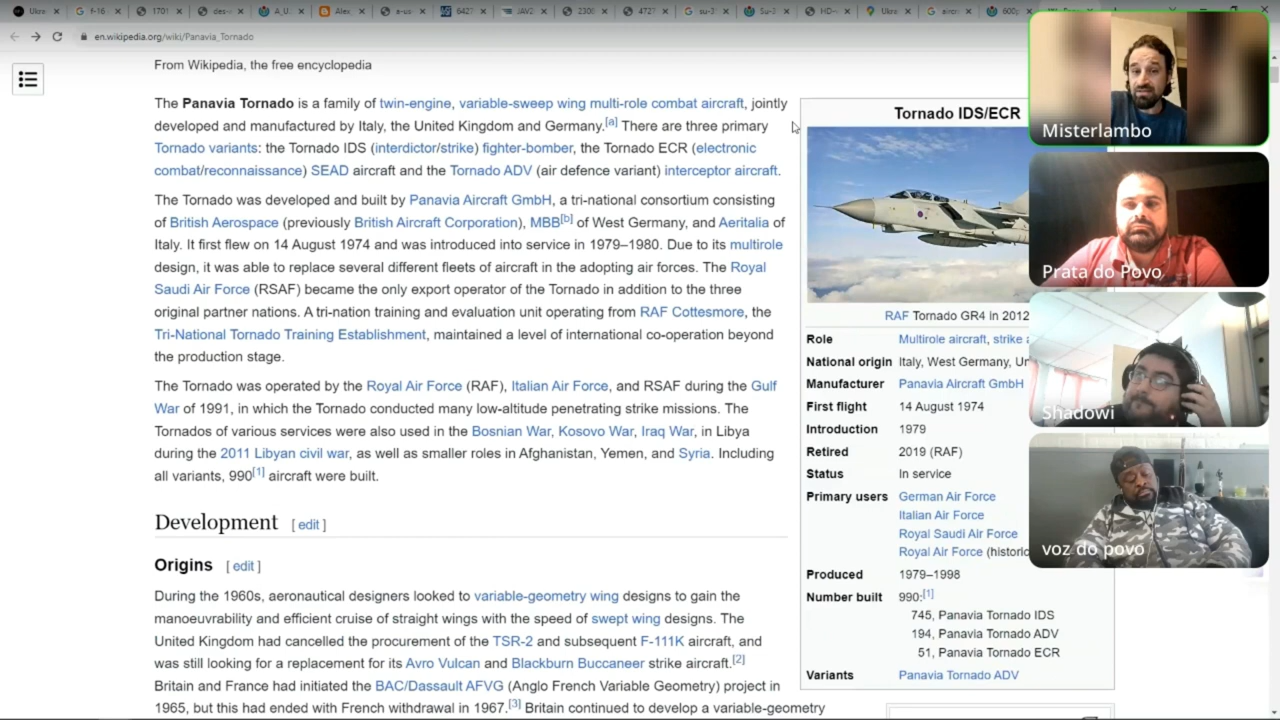 Ukre
f-16
1701
des-
A_U.
Alex
a-us
6427
JAV2
2308
4727
su-3
Su-3
HD-
Ukre
aircr
600p
en.wikipedia.org/wiki/Panavia_Tornado
From Wikipedia, the free encyclopedia
The Panavia Tornado is a family of twin-engine, variable-sweep wing multi-role combat aircraft, jointly
developed and manufactured by Italy, the United Kingdom and Germany.[a] There are three primary
Tornado variants: the Tornado IDS (interdictor/strike) fighter-bomber, the Tornado ECR (electronic
combat/reconnaissance) SEAD aircraft and the Tornado ADV (air defence variant) interceptor aircraft.
The Tornado was developed and built by Panavia Aircraft GmbH, a tri-national consortium consisting
of British Aerospace (previously British Aircraft Corporation), MBB[b] of West Germany, and Aeritalia of
Italy. It first flew on 14 August 1974 and was introduced into service in 1979–1980. Due to its multirole
design, it was able to replace several different fleets of aircraft in the adopting air forces. The Royal
Saudi Air Force (RSAF) became the only export operator of the Tornado in addition to the three
original partner nations. A tri-nation training and evaluation unit operating from RAF Cottesmore, the
Tri-National Tornado Training Establishment, maintained a level of international co-operation beyond
the production stage.
The Tornado was operated by the Royal Air Force (RAF), Italian Air Force, and RSAF during the Gulf
War of 1991, in which the Tornado conducted many low-altitude penetrating strike missions. The
Tornados of various services were also used in the Bosnian War, Kosovo War, Iraq War, in Libya
during the 2011 Libyan civil war, as well as smaller roles in Afghanistan, Yemen, and Syria. Including
all variants, 990[1] aircraft were built.
Development [ edit ]
Origins [ edit ]
During the 1960s, aeronautical designers looked to variable-geometry wing designs to gain the
manoeuvrability and efficient cruise of straight wings with the speed of swept wing designs. The
United Kingdom had cancelled the procurement of the TSR-2 and subsequent F-111K aircraft, and
was still looking for a replacement for its Avro Vulcan and Blackburn Buccaneer strike aircraft.[2]
Britain and France had initiated the BAC/Dassault AFVG (Anglo French Variable Geometry) project in
1965, but this had ended with French withdrawal in 1967.[3] Britain continued to develop a variable-geometry
Tornado IDS/ECR
RAF Tornado GR4 in 2012
Role Multirole aircraft, strike
National origin Italy, West Germany, Un
Manufacturer Panavia Aircraft GmbH
First flight 14 August 1974
Introduction 1979
Retired 2019 (RAF)
Status In service
Primary users German Air Force
Italian Air Force
Royal Saudi Air Force
Royal Air Force (historic
Produced 1979–1998
Number built 990:[1]
745, Panavia Tornado IDS
194, Panavia Tornado ADV
51, Panavia Tornado ECR
Variants Panavia Tornado ADV
Misterlambo
Prata do Povo
Shadowi
voz do povo